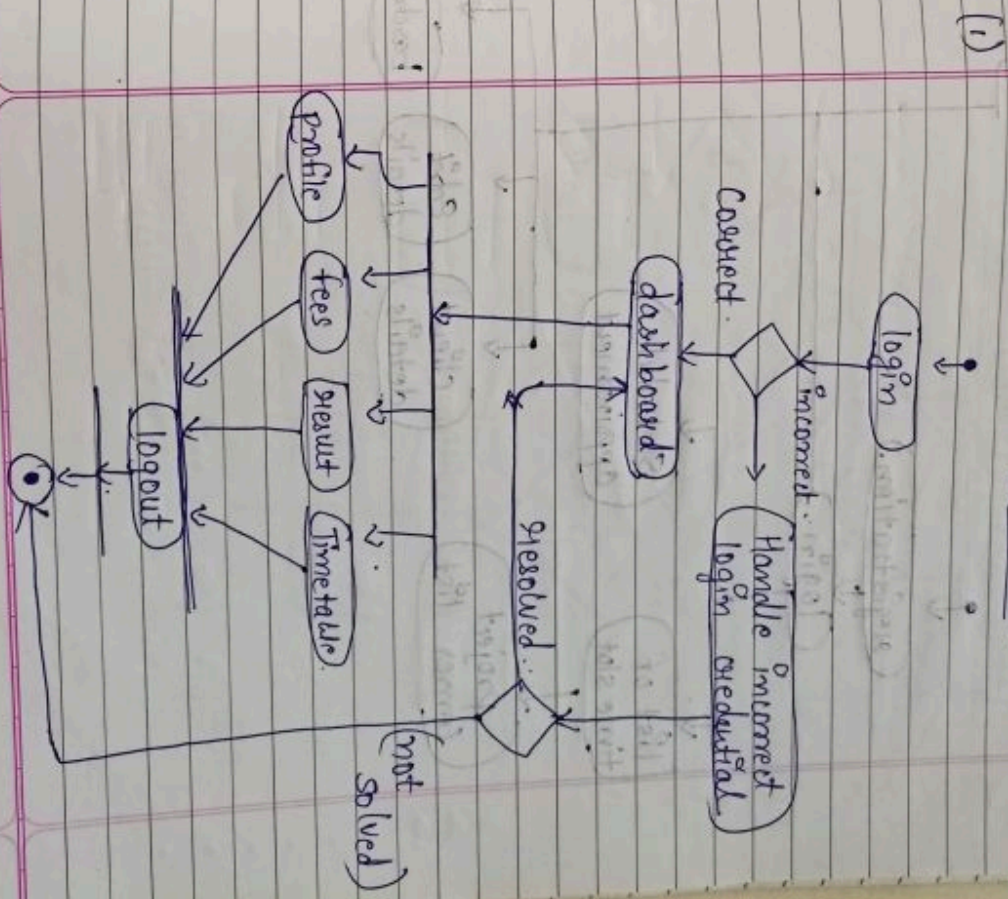 (1)
login
incorrect.
Correct.
Handle incorrect
login credential
dashboard
resolved..
(not
solved)
profile
fees
result
Timetable.
logout